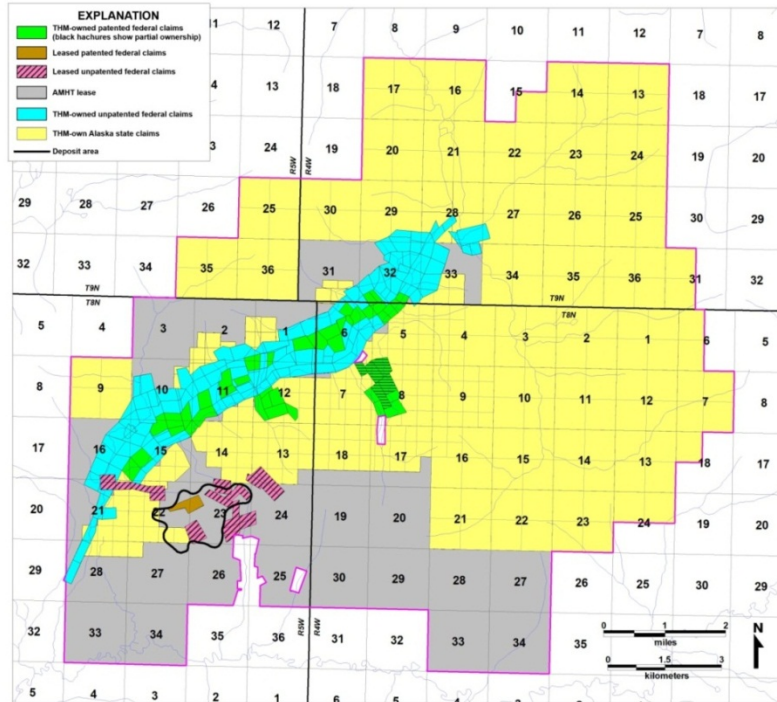 EXPLANATION
THM-owned patented federal claims
(black hachures show partial ownership)
Leased patented federal claims
Leased unpatented federal claims
AMHT lease
THM-owned unpatented federal claims
THM-own Alaska state claims
Deposit area
11 12 7 8 9 10 11 12 7 8
13 18 17 16 15 14 13 18 17
24 19 20 21 22 23 24 19 20
R5W R4W
29 28 27 26 25 30 29 28 27 26 25 30 29
32 33 34 35 36 31 32 33 34 35 36 31 32
T9N T9N
T8N T8N
5 4 3 2 1 6 5 4 3 2 1 6 5
8 9 10 11 12 7 8 9 10 11 12 7 8
17 16 15 14 13 18 17 16 15 14 13 18 17
20 21 22 23 24 19 20 21 22 23 24 19 20
29 28 27 26 25 30 29 28 27 26 25 30 29
32 33 34 35 36 31 32 33 34 35
R5W R4W
0 1 2
miles
0 1.5 3
kilometers
N
5 4 3 2 1 6 5 4